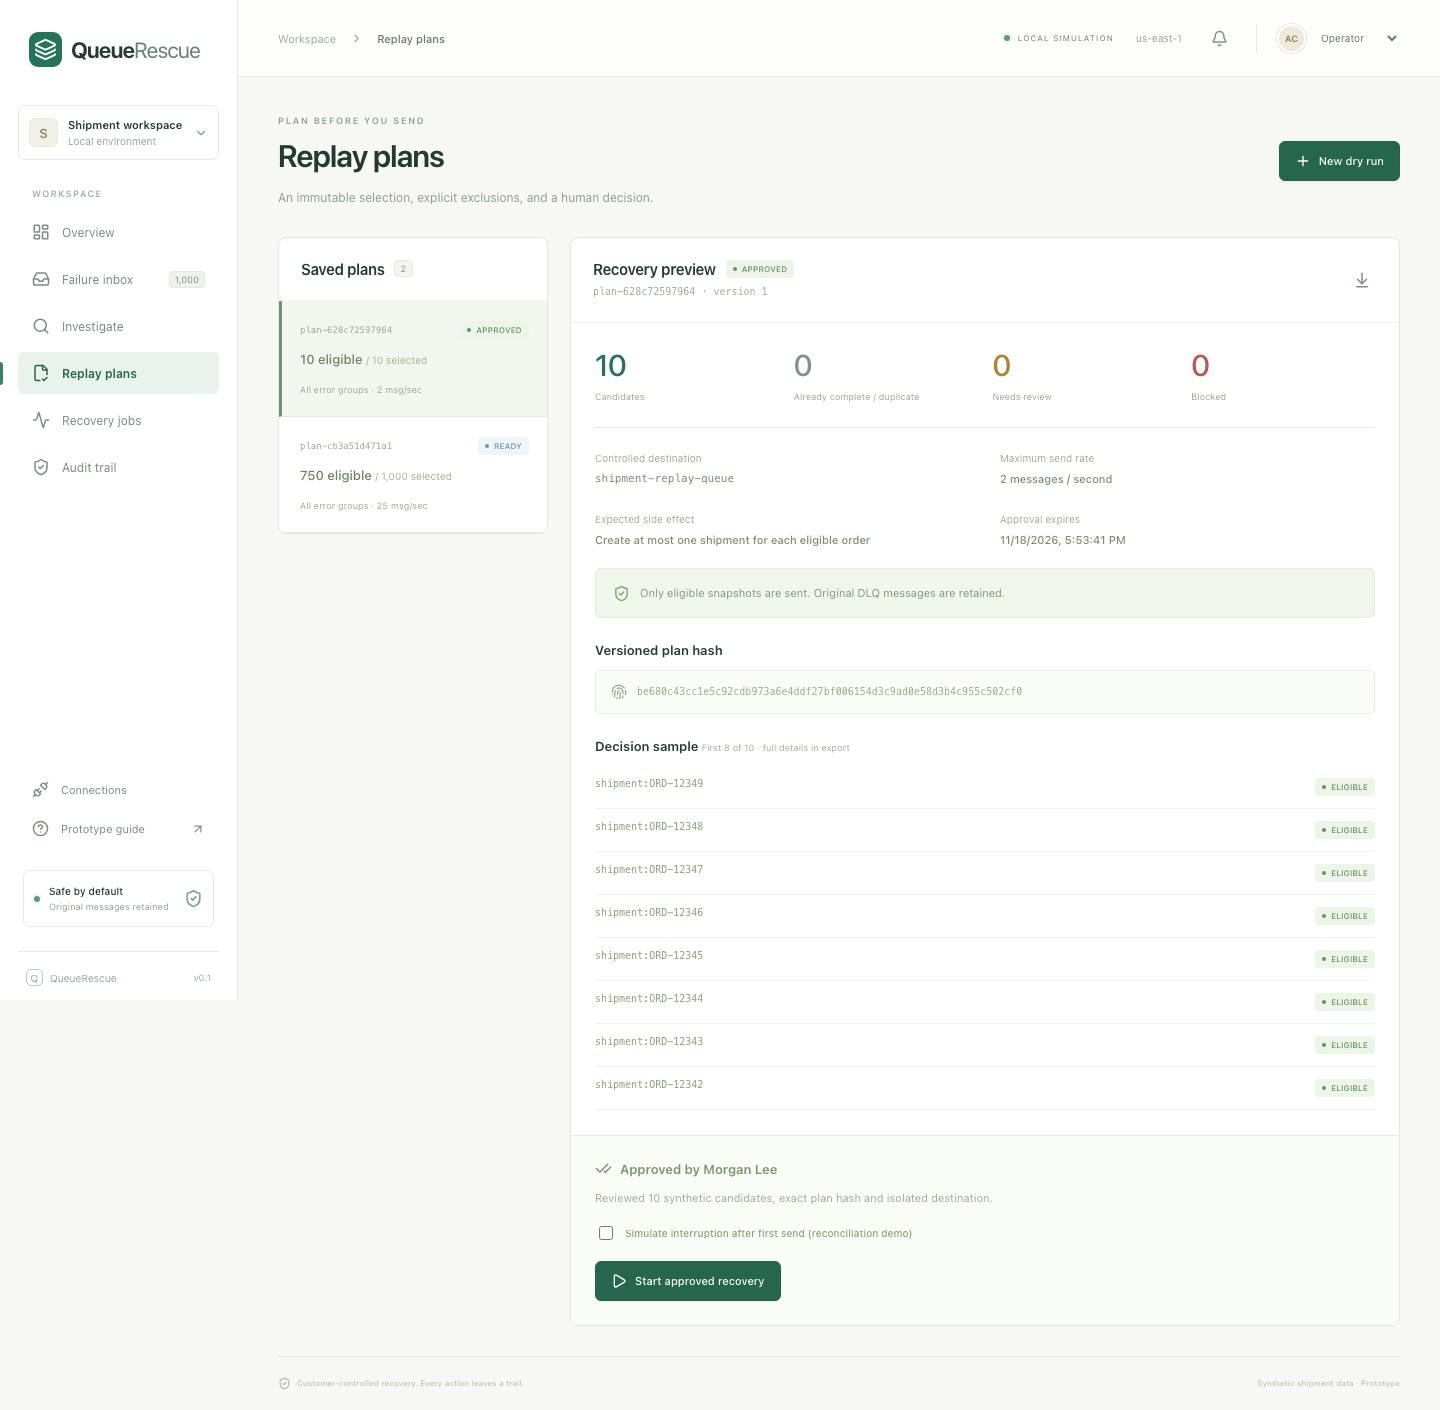 QueueRescue
S
Shipment workspace
Local environment
WORKSPACE
Overview
Failure inbox 1,000
Investigate
Replay plans
Recovery jobs
Audit trail
Connections
Prototype guide
Safe by default
Original messages retained
Q QueueRescue v0.1
Workspace Replay plans
LOCAL SIMULATION us-east-1 AC Operator
PLAN BEFORE YOU SEND
Replay plans
An immutable selection, explicit exclusions, and a human decision.
New dry run
Saved plans 2
plan-628c72597964 APPROVED
10 eligible / 10 selected
All error groups · 2 msg/sec
plan-cb3a51d471a1 READY
750 eligible / 1,000 selected
All error groups · 25 msg/sec
Recovery preview APPROVED
plan-628c72597964 · version 1
10 0 0 0
Candidates Already complete / duplicate Needs review Blocked
Controlled destination Maximum send rate
shipment-replay-queue 2 messages / second
Expected side effect Approval expires
Create at most one shipment for each eligible order 11/18/2026, 5:53:41 PM
Only eligible snapshots are sent. Original DLQ messages are retained.
Versioned plan hash
be680c43cc1e5c92cdb973a6e4ddf27bf006154d3c9ad0e58d3b4c955c502cf0
Decision sample First 8 of 10 · full details in export
shipment:ORD-12349 ELIGIBLE
shipment:ORD-12348 ELIGIBLE
shipment:ORD-12347 ELIGIBLE
shipment:ORD-12346 ELIGIBLE
shipment:ORD-12345 ELIGIBLE
shipment:ORD-12344 ELIGIBLE
shipment:ORD-12343 ELIGIBLE
shipment:ORD-12342 ELIGIBLE
Approved by Morgan Lee
Reviewed 10 synthetic candidates, exact plan hash and isolated destination.
Simulate interruption after first send (reconciliation demo)
Start approved recovery
Customer-controlled recovery. Every action leaves a trail. Synthetic shipment data · Prototype